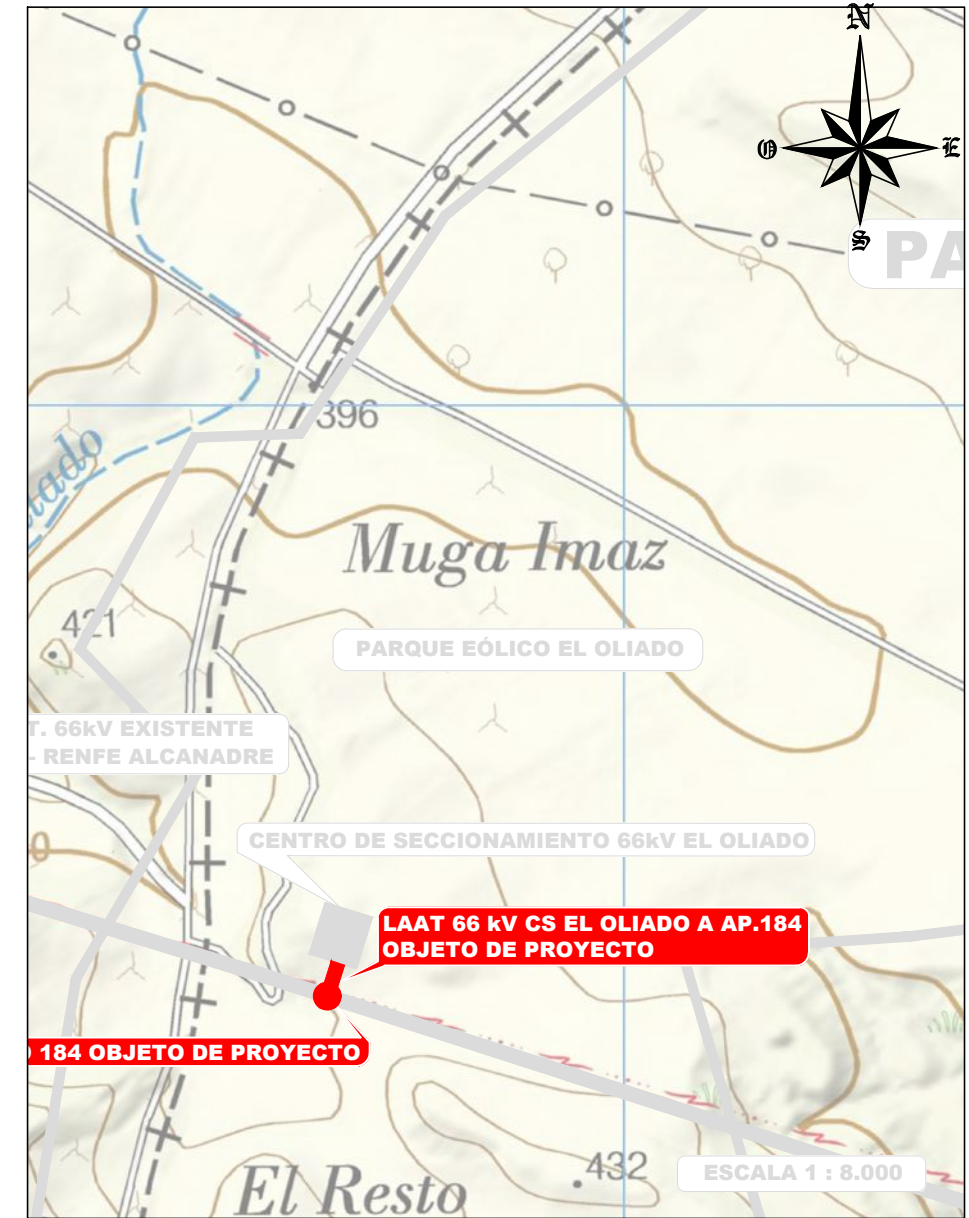 N
O
E
S
PA
396
Muga Imaz
421
PARQUE EÓLICO EL OLIADO
T. 66kV EXISTENTE
- RENFE ALCANADRE
CENTRO DE SECCIONAMIENTO 66kV EL OLIADO
0
LAAT 66 kV CS EL OLIADO A AP.184
OBJETO DE PROYECTO
184 OBJETO DE PROYECTO
432
ESCALA 1 : 8.000
El Resto